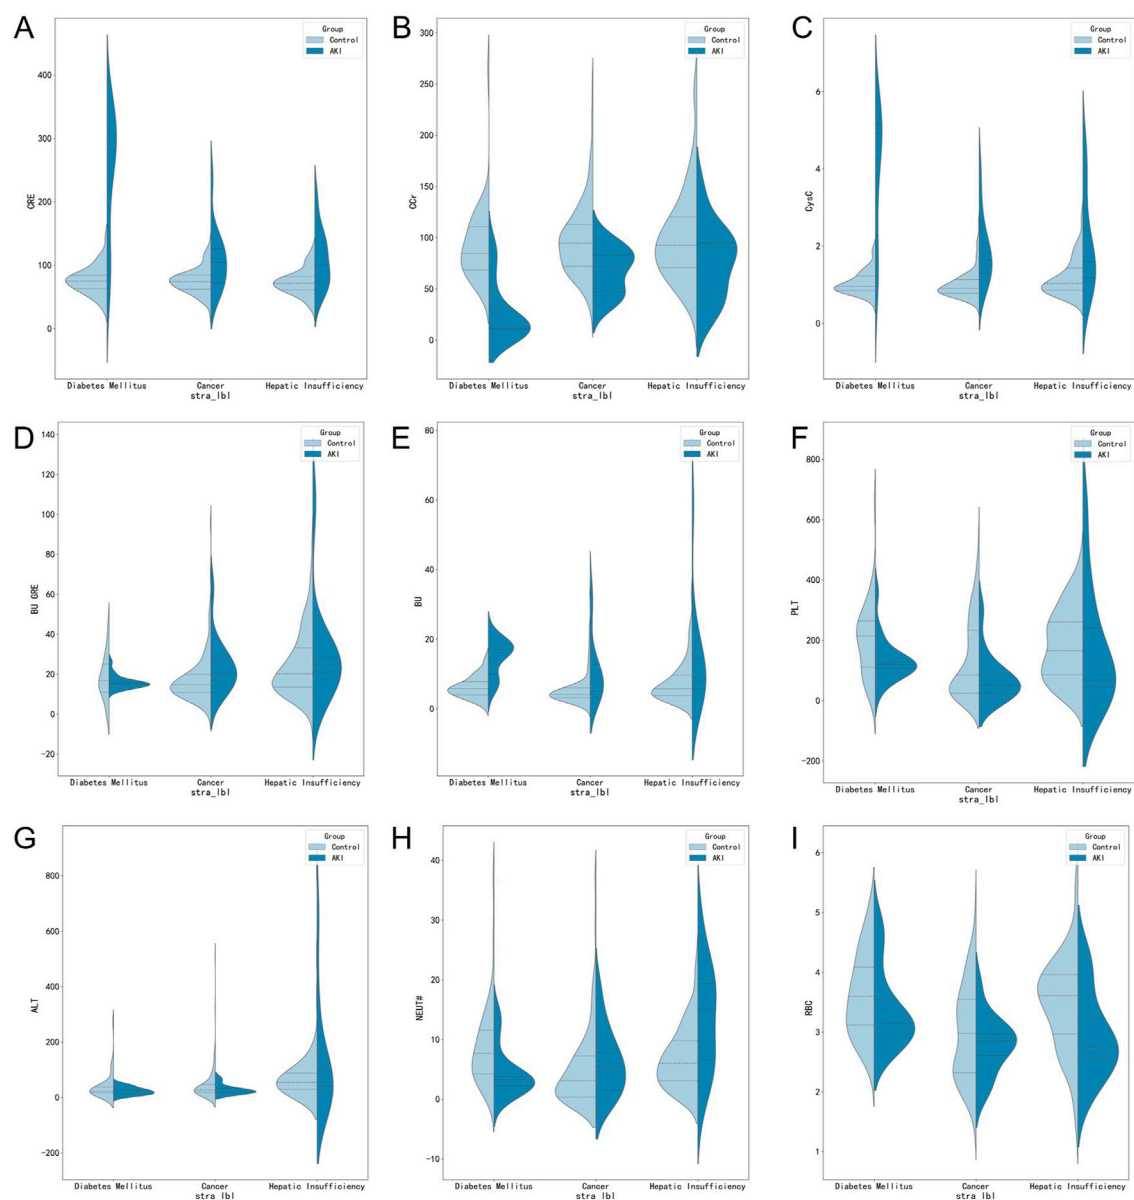 A
Group
Control
AKI
400
300
200
100
0
CRE
Diabetes Mellitus
Cancer
Hepatic Insufficiency
stra_lbl
B
Group
Control
AKI
300
250
200
150
100
50
0
CCr
Diabetes Mellitus
Cancer
Hepatic Insufficiency
stra_lbl
C
Group
Control
AKI
6
4
2
0
CysC
Diabetes Mellitus
Cancer
Hepatic Insufficiency
stra_lbl
D
Group
Control
AKI
140
120
100
80
60
40
20
0
−20
BU GRE
Diabetes Mellitus
Cancer
Hepatic Insufficiency
stra_lbl
E
Group
Control
AKI
80
60
40
20
0
BU
Diabetes Mellitus
Cancer
Hepatic Insufficiency
stra_lbl
F
Group
Control
AKI
800
600
400
200
0
−200
PLT
Diabetes Mellitus
Cancer
Hepatic Insufficiency
stra_lbl
G
Group
Control
AKI
800
600
400
200
0
−200
ALT
Diabetes Mellitus
Cancer
Hepatic Insufficiency
stra_lbl
H
Group
Control
AKI
40
30
20
10
0
−10
NEUT#
Diabetes Mellitus
Cancer
Hepatic Insufficiency
stra_lbl
I
Group
Control
AKI
6
5
4
3
2
1
RBC
Diabetes Mellitus
Cancer
Hepatic Insufficiency
stra_lbl